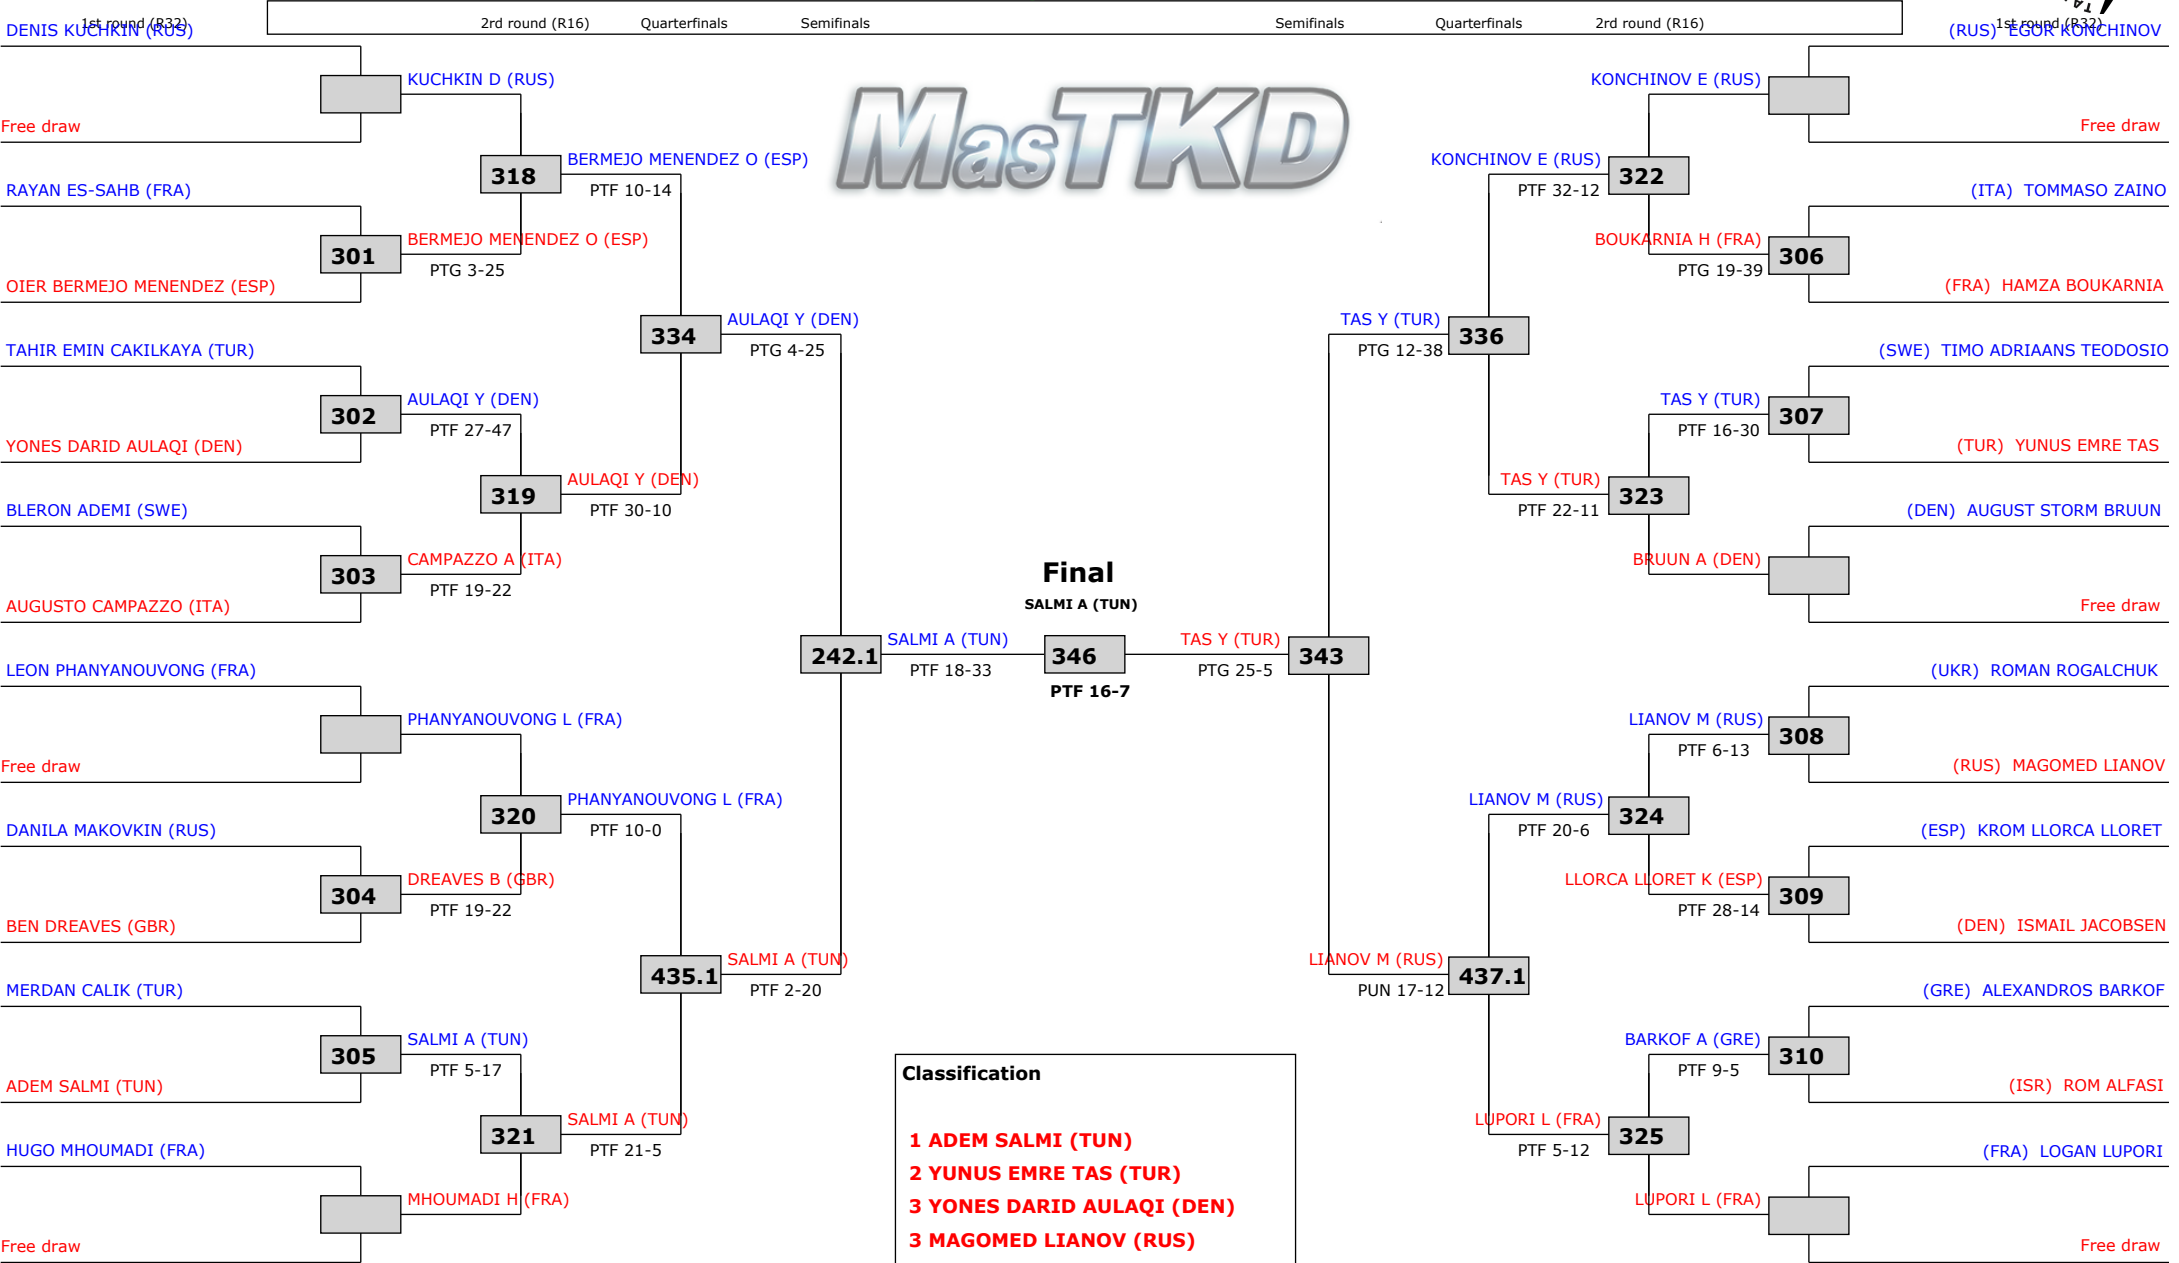 1st round (R32)
2rd round (R16)
Quarterfinals
Semifinals
Semifinals
Quarterfinals
2rd round (R16)
1st round (R32)
MasTKD
DENIS KUCHKIN (RUS)
KUCHKIN D (RUS)
Free draw
318
BERMEJO MENENDEZ O (ESP)
PTF 10-14
RAYAN ES-SAHB (FRA)
301
BERMEJO MENENDEZ O (ESP)
PTG 3-25
OIER BERMEJO MENENDEZ (ESP)
334
AULAQI Y (DEN)
PTG 4-25
TAHIR EMIN CAKILKAYA (TUR)
302
AULAQI Y (DEN)
PTF 27-47
YONES DARID AULAQI (DEN)
319
AULAQI Y (DEN)
PTF 30-10
BLERON ADEMI (SWE)
303
CAMPAZZO A (ITA)
PTF 19-22
AUGUSTO CAMPAZZO (ITA)
242.1
SALMI A (TUN)
PTF 18-33
LEON PHANYANOUVONG (FRA)
PHANYANOUVONG L (FRA)
Free draw
320
PHANYANOUVONG L (FRA)
PTF 10-0
DANILA MAKOVKIN (RUS)
304
DREAVES B (GBR)
PTF 19-22
BEN DREAVES (GBR)
435.1
SALMI A (TUN)
PTF 2-20
MERDAN CALIK (TUR)
305
SALMI A (TUN)
PTF 5-17
ADEM SALMI (TUN)
321
SALMI A (TUN)
PTF 21-5
HUGO MHOUMADI (FRA)
MHOUMADI H (FRA)
Free draw
Final
SALMI A (TUN)
346
PTF 16-7
(RUS) EGOR KONCHINOV
KONCHINOV E (RUS)
Free draw
KONCHINOV E (RUS)
322
PTF 32-12
(ITA) TOMMASO ZAINO
BOUKARNIA H (FRA)
306
PTG 19-39
(FRA) HAMZA BOUKARNIA
TAS Y (TUR)
336
PTG 12-38
(SWE) TIMO ADRIAANS TEODOSIO
TAS Y (TUR)
307
PTF 16-30
(TUR) YUNUS EMRE TAS
TAS Y (TUR)
323
PTF 22-11
(DEN) AUGUST STORM BRUUN
BRUUN A (DEN)
Free draw
TAS Y (TUR)
343
PTG 25-5
(UKR) ROMAN ROGALCHUK
LIANOV M (RUS)
308
PTF 6-13
(RUS) MAGOMED LIANOV
LIANOV M (RUS)
324
PTF 20-6
(ESP) KROM LLORCA LLORET
LLORCA LLORET K (ESP)
309
PTF 28-14
(DEN) ISMAIL JACOBSEN
LIANOV M (RUS)
437.1
PUN 17-12
(GRE) ALEXANDROS BARKOF
BARKOF A (GRE)
310
PTF 9-5
(ISR) ROM ALFASI
LUPORI L (FRA)
325
PTF 5-12
(FRA) LOGAN LUPORI
LUPORI L (FRA)
Free draw
Classification
1 ADEM SALMI (TUN)
2 YUNUS EMRE TAS (TUR)
3 YONES DARID AULAQI (DEN)
3 MAGOMED LIANOV (RUS)